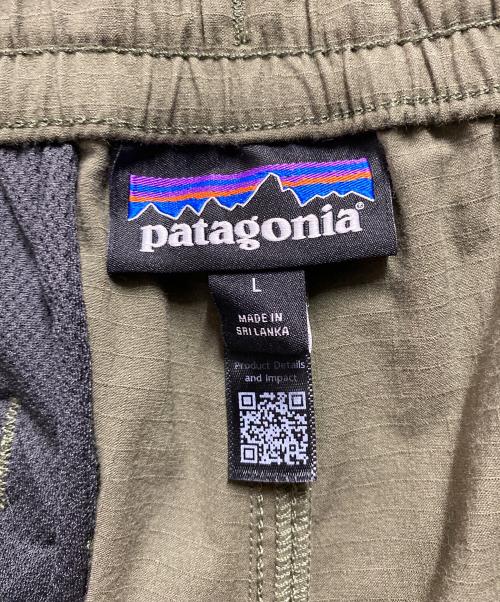 patagonia®
L
MADE IN
SRI LANKA
Product Details
and Impact